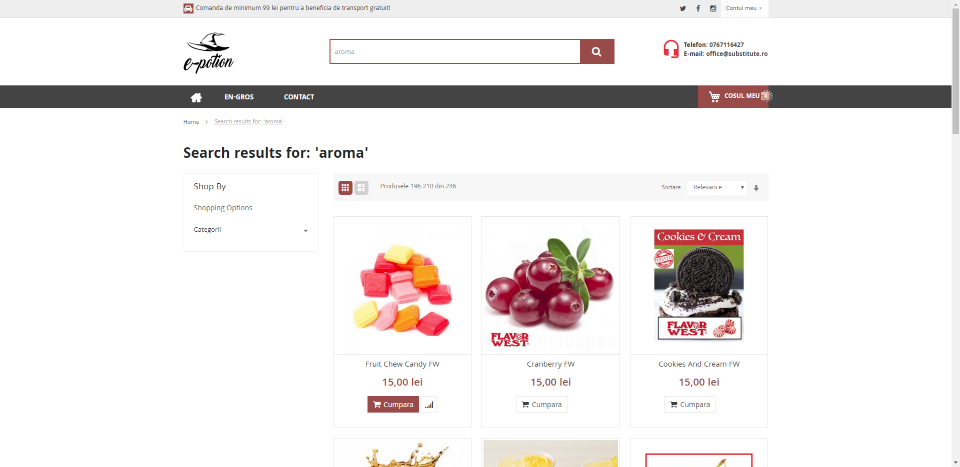 Comanda de minimum 99 lei pentru a beneficia de transport gratuit!
Contul meu
e-potion
aroma
Telefon: 0767116427
E-mail: office@substitute.ro
EN-GROS
CONTACT
COSUL MEU
Home > Search results for: 'aroma'
Search results for: 'aroma'
Shop By
Shopping Options
Categorii
Produsele 196-210 din 246
Sortare
Relevance
Cookies & Cream
FLAVOR WEST
FLAVOR WEST
Fruit Chew Candy FW
Cranberry FW
Cookies And Cream FW
15,00 lei
15,00 lei
15,00 lei
Cumpara
Cumpara
Cumpara